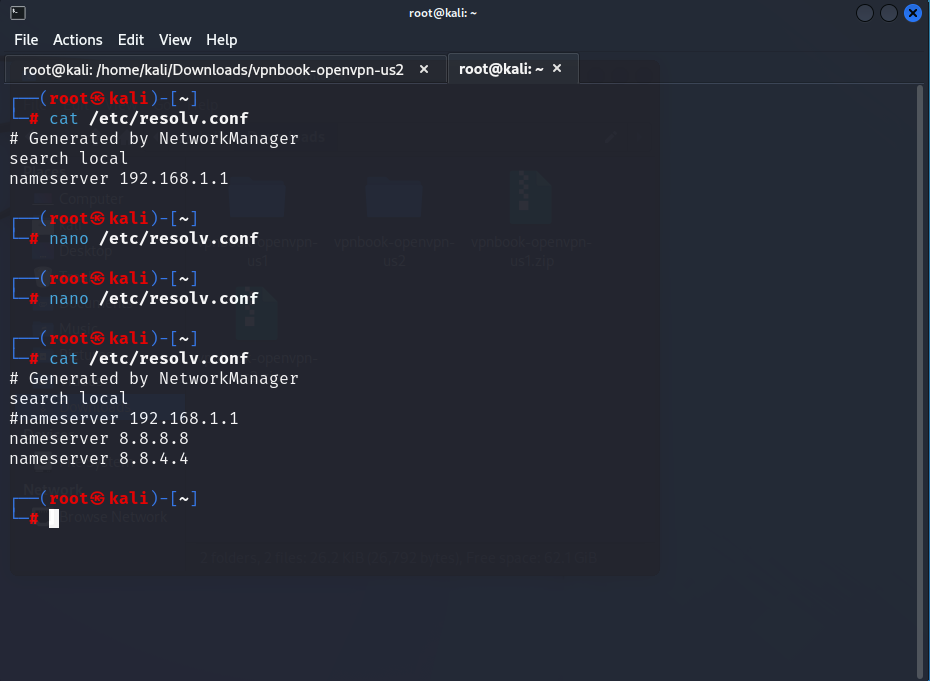 root@kali: ~
File Actions Edit View Help
root@kali: /home/kali/Downloads/vpnbook-openvpn-us2 × root@kali: ~ ×
┌──(root㉿kali)-[~]
└─# cat /etc/resolv.conf
# Generated by NetworkManager
search local
nameserver 192.168.1.1
┌──(root㉿kali)-[~]
└─# nano /etc/resolv.conf
┌──(root㉿kali)-[~]
└─# nano /etc/resolv.conf
┌──(root㉿kali)-[~]
└─# cat /etc/resolv.conf
# Generated by NetworkManager
search local
#nameserver 192.168.1.1
nameserver 8.8.8.8
nameserver 8.8.4.4
┌──(root㉿kali)-[~]
└─#